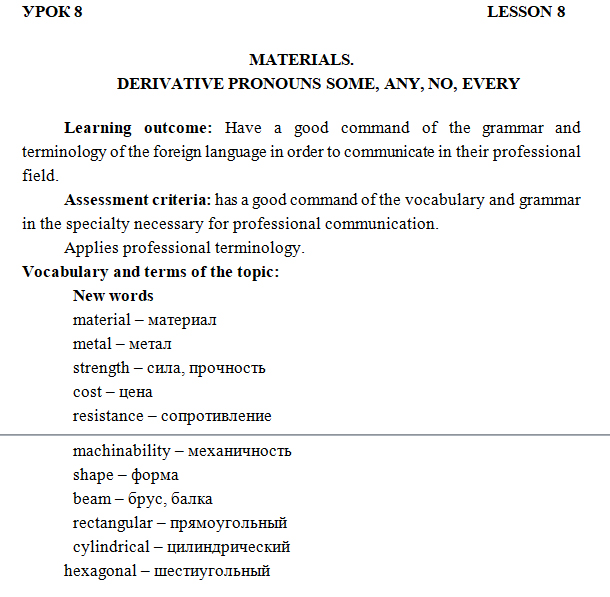 УРОК 8 LESSON 8
MATERIALS.
DERIVATIVE PRONOUNS SOME, ANY, NO, EVERY
Learning outcome: Have a good command of the grammar and
terminology of the foreign language in order to communicate in their professional
field.
Assessment criteria: has a good command of the vocabulary and grammar
in the specialty necessary for professional communication.
Applies professional terminology.
Vocabulary and terms of the topic:
New words
material – материал
metal – метал
strength – сила, прочность
cost – цена
resistance – сопротивление
machinability – механичность
shape – форма
beam – брус, балка
rectangular – прямоугольный
cylindrical – цилиндрический
hexagonal – шестиугольный